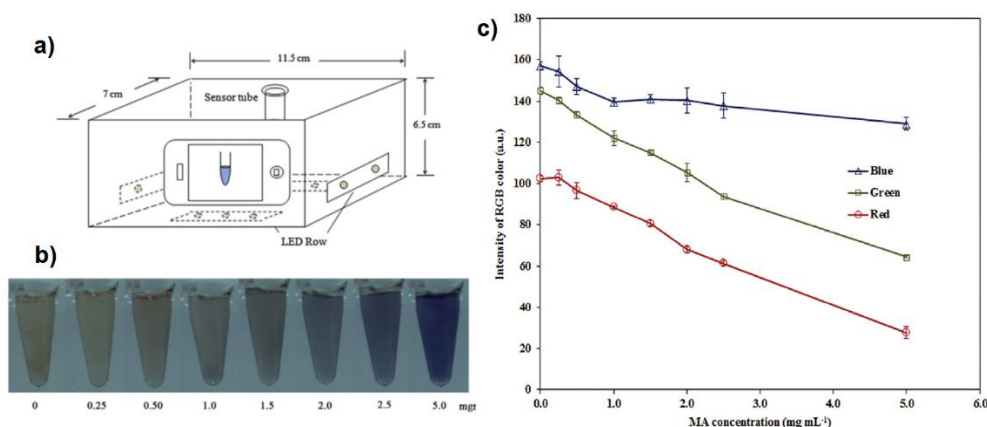 a)
11.5 cm
7 cm
Sensor tube
6.5 cm
LED Row
b)
0 0.25 0.50 1.0 1.5 2.0 2.5 5.0 mgr
c)
180
160
140
120
100
80
60
40
20
0
Intensity of RGB color (a.u.)
Blue
Green
Red
0.0 1.0 2.0 3.0 4.0 5.0 6.0
MA concentration (mg mL-1)